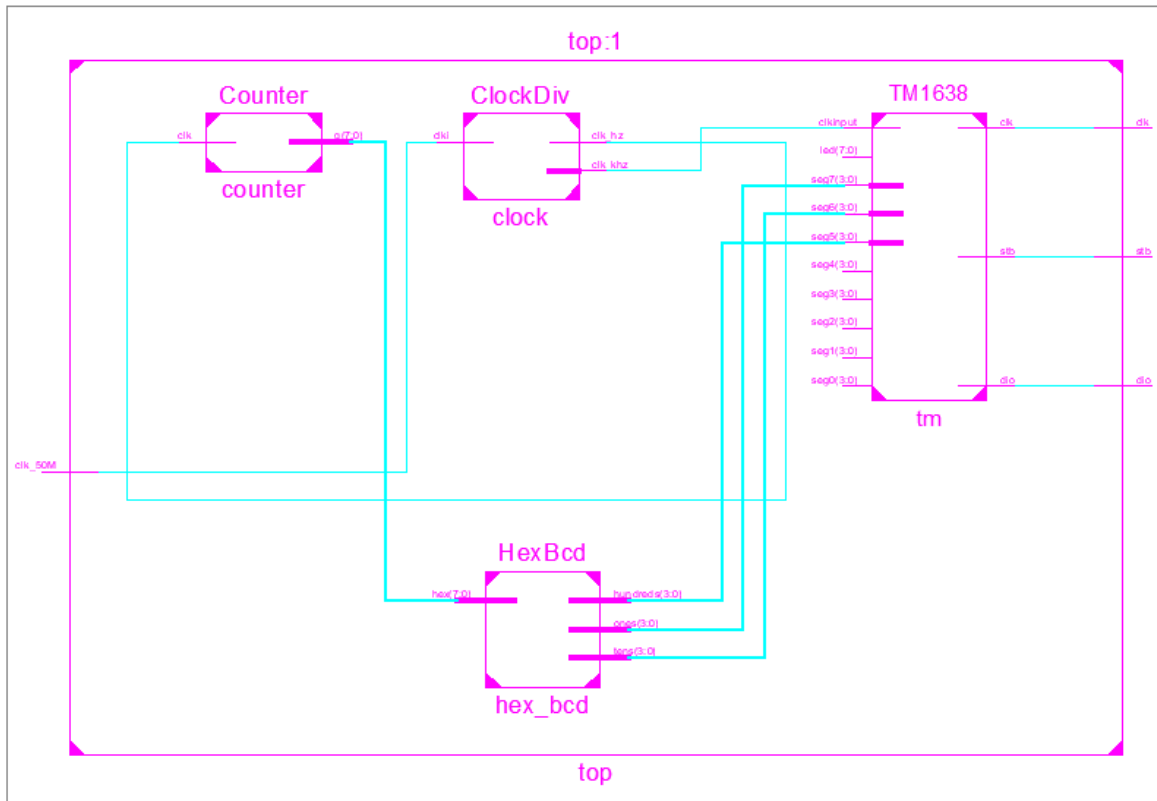 top:1
Counter
clk
q(7:0)
counter
ClockDiv
clki
clk_hz
clk_khz
clock
TM1638
clkinput
led(7:0)
seg7(3:0)
seg6(3:0)
seg5(3:0)
seg4(3:0)
seg3(3:0)
seg2(3:0)
seg1(3:0)
seg0(3:0)
clk
stb
dio
tm
clk
stb
dio
clk_50M
HexBcd
hex(7:0)
hundreds(3:0)
ones(3:0)
tens(3:0)
hex_bcd
top